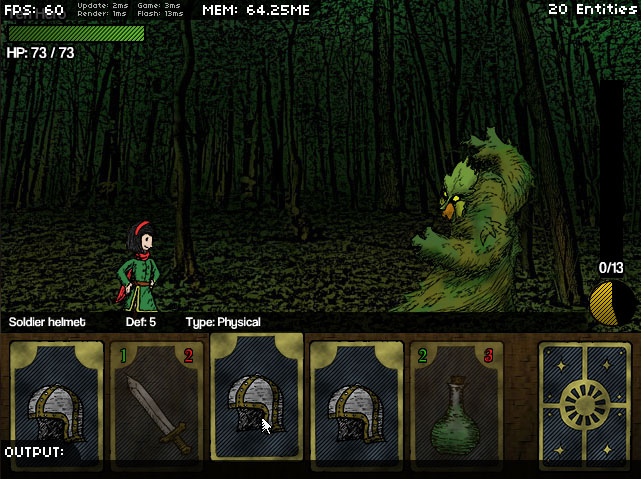 FPS: 60
Update: 2ms Game: 3ms
Render: 1ms Flash: 13ms
MEM: 64.25ME
20 Entities
HP: 73 / 73
0/13
Soldier helmet Def: 5 Type: Physical
1 2
2 3
OUTPUT: